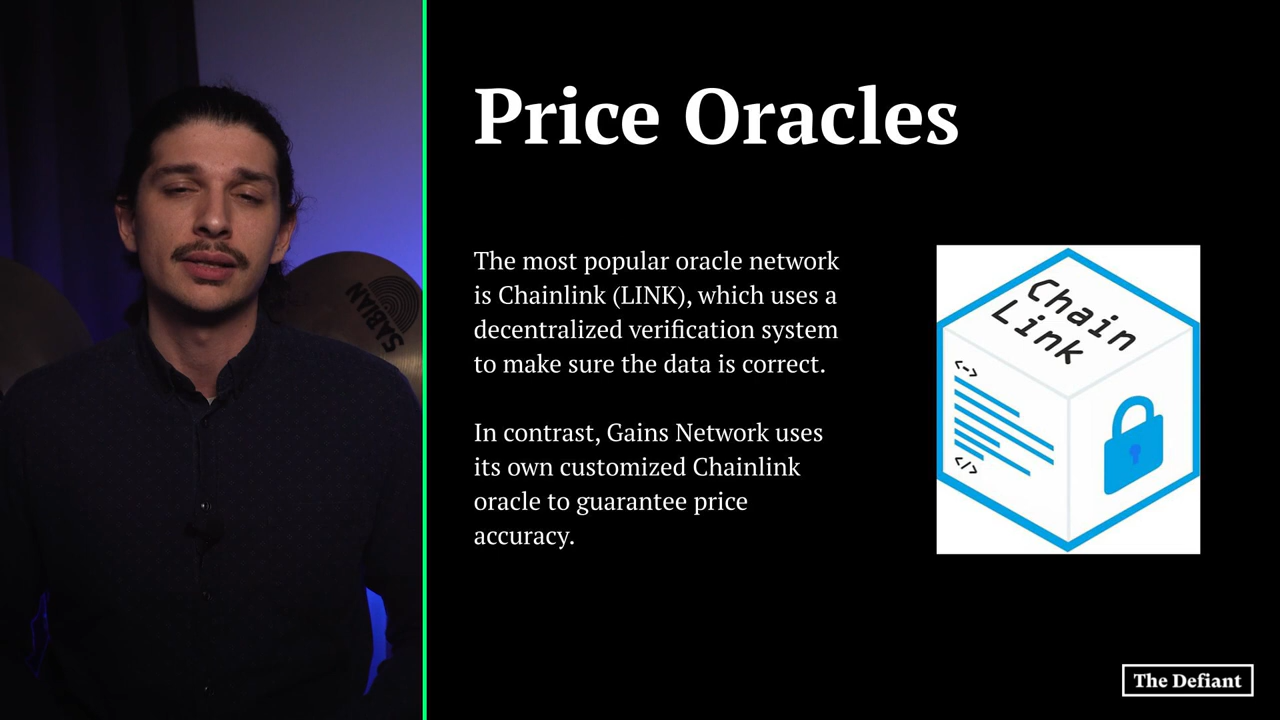 Price Oracles
The most popular oracle network
is Chainlink (LINK), which uses a
decentralized verification system
to make sure the data is correct.
In contrast, Gains Network uses
its own customized Chainlink
oracle to guarantee price
accuracy.
Chain
Link
<->
</>
SABIAN
The Defiant